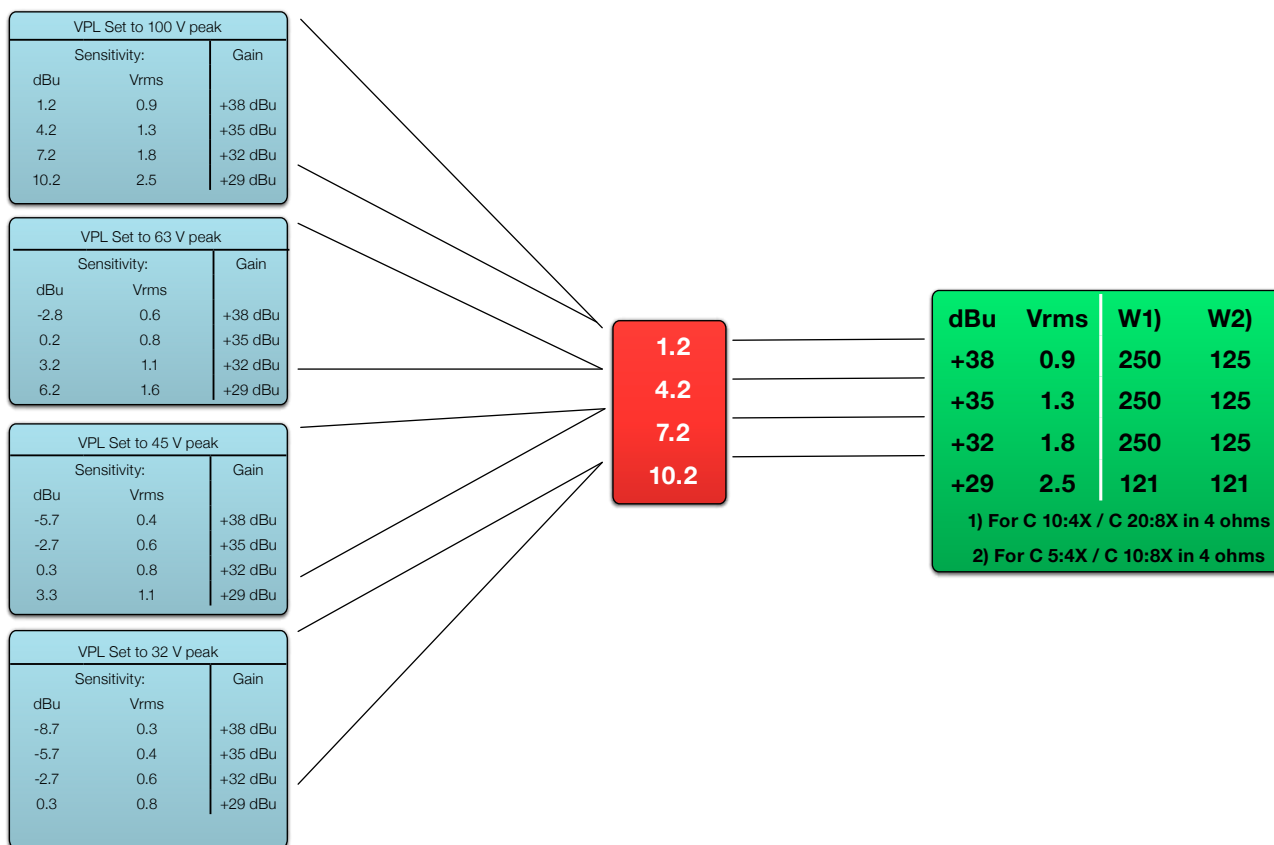 VPL Set to 100 V peak
Sensitivity: Gain
dBu Vrms
1.2 0.9 +38 dBu
4.2 1.3 +35 dBu
7.2 1.8 +32 dBu
10.2 2.5 +29 dBu
VPL Set to 63 V peak
Sensitivity: Gain
dBu Vrms
-2.8 0.6 +38 dBu
0.2 0.8 +35 dBu
3.2 1.1 +32 dBu
6.2 1.6 +29 dBu
VPL Set to 45 V peak
Sensitivity: Gain
dBu Vrms
-5.7 0.4 +38 dBu
-2.7 0.6 +35 dBu
0.3 0.8 +32 dBu
3.3 1.1 +29 dBu
VPL Set to 32 V peak
Sensitivity: Gain
dBu Vrms
-8.7 0.3 +38 dBu
-5.7 0.4 +35 dBu
-2.7 0.6 +32 dBu
0.3 0.8 +29 dBu
1.2
4.2
7.2
10.2
dBu Vrms W1) W2)
+38 0.9 250 125
+35 1.3 250 125
+32 1.8 250 125
+29 2.5 121 121
1) For C 10:4X / C 20:8X in 4 ohms
2) For C 5:4X / C 10:8X in 4 ohms